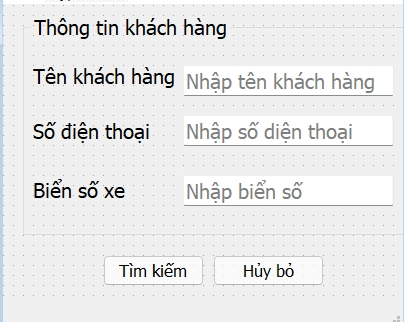 Thông tin khách hàng
Tên khách hàng Nhập tên khách hàng
Số điện thoại Nhập số diện thoại
Biển số xe Nhập biển số
Tìm kiếm Hủy bỏ